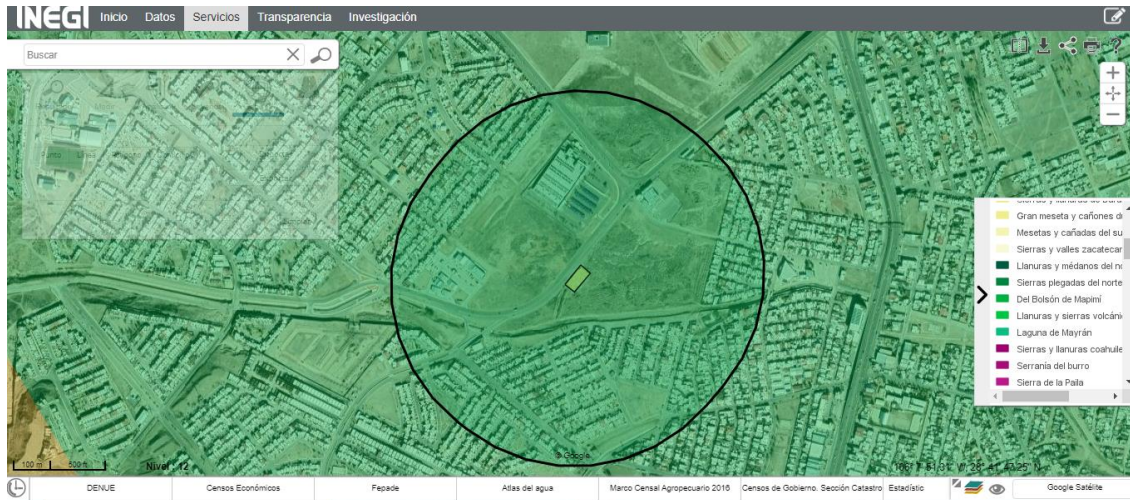 INEGI Inicio Datos Servicios Transparencia Investigación
Buscar
Gran meseta y cañones d
Mesetas y cañadas del su
Sierras y valles zacatecar
Llanuras y médanos del n
Sierras plegadas del norte
Del Bolsón de Mapimí
Llanuras y sierras volcáni
Laguna de Mayrán
Sierras y llanuras coahuile
Serranía del burro
Sierra de la Paila
© Google
100 m 500 ft Nivel : 12
DENUE Censos Económicos Fepade Atlas del agua Marco Censal Agropecuario 2016 Censos de Gobierno. Sección Catastro Estadístic Google Satélite